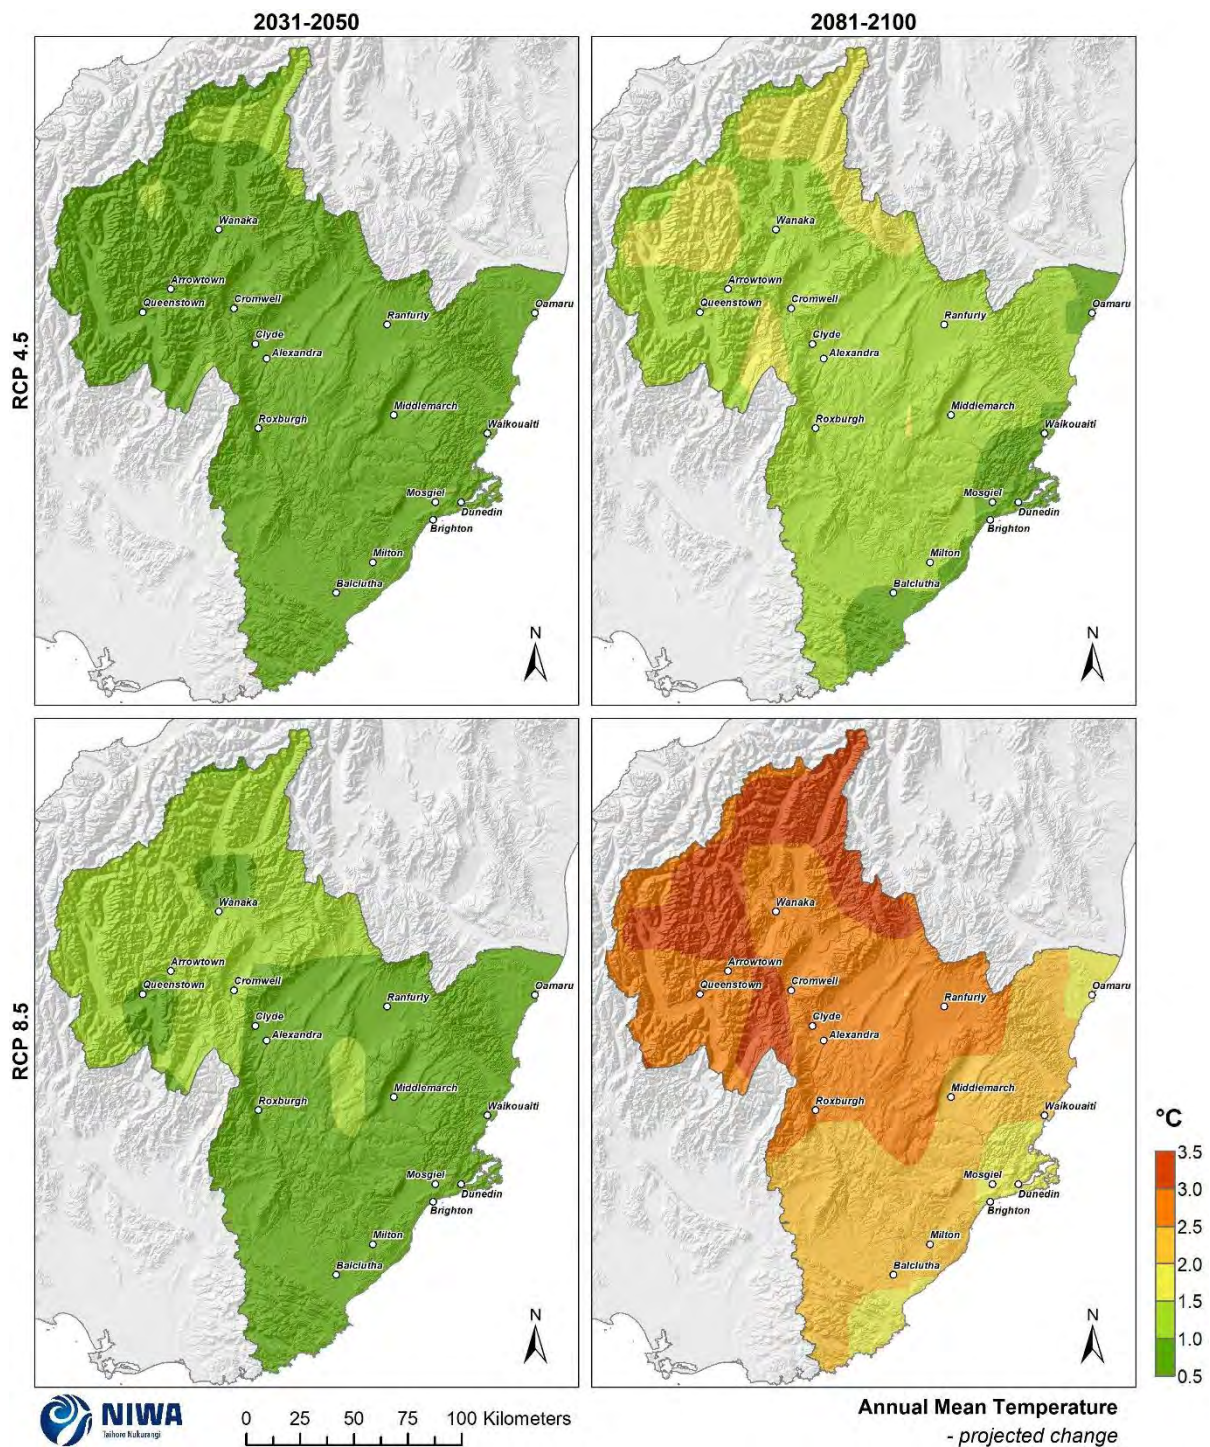 2031-2050
2081-2100
RCP 4.5
Wanaka
Arrowtown
Queenstown
Cromwell
Clyde
Alexandra
Ranfurly
Oamaru
Roxburgh
Middlemarch
Waikouaiti
Mosgiel
Dunedin
Brighton
Milton
Balclutha
N
Wanaka
Arrowtown
Queenstown
Cromwell
Clyde
Alexandra
Ranfurly
Oamaru
Roxburgh
Middlemarch
Waikouaiti
Mosgiel
Dunedin
Brighton
Milton
Balclutha
N
RCP 8.5
Wanaka
Arrowtown
Queenstown
Cromwell
Clyde
Alexandra
Ranfurly
Oamaru
Roxburgh
Middlemarch
Waikouaiti
Mosgiel
Dunedin
Brighton
Milton
Balclutha
N
Wanaka
Arrowtown
Queenstown
Cromwell
Clyde
Alexandra
Ranfurly
Oamaru
Roxburgh
Middlemarch
Waikouaiti
Mosgiel
Dunedin
Brighton
Milton
Balclutha
N
°C
3.5
3.0
2.5
2.0
1.5
1.0
0.5
NIWA
Taihoro Nukurangi
0 25 50 75 100 Kilometers
Annual Mean Temperature
- projected change